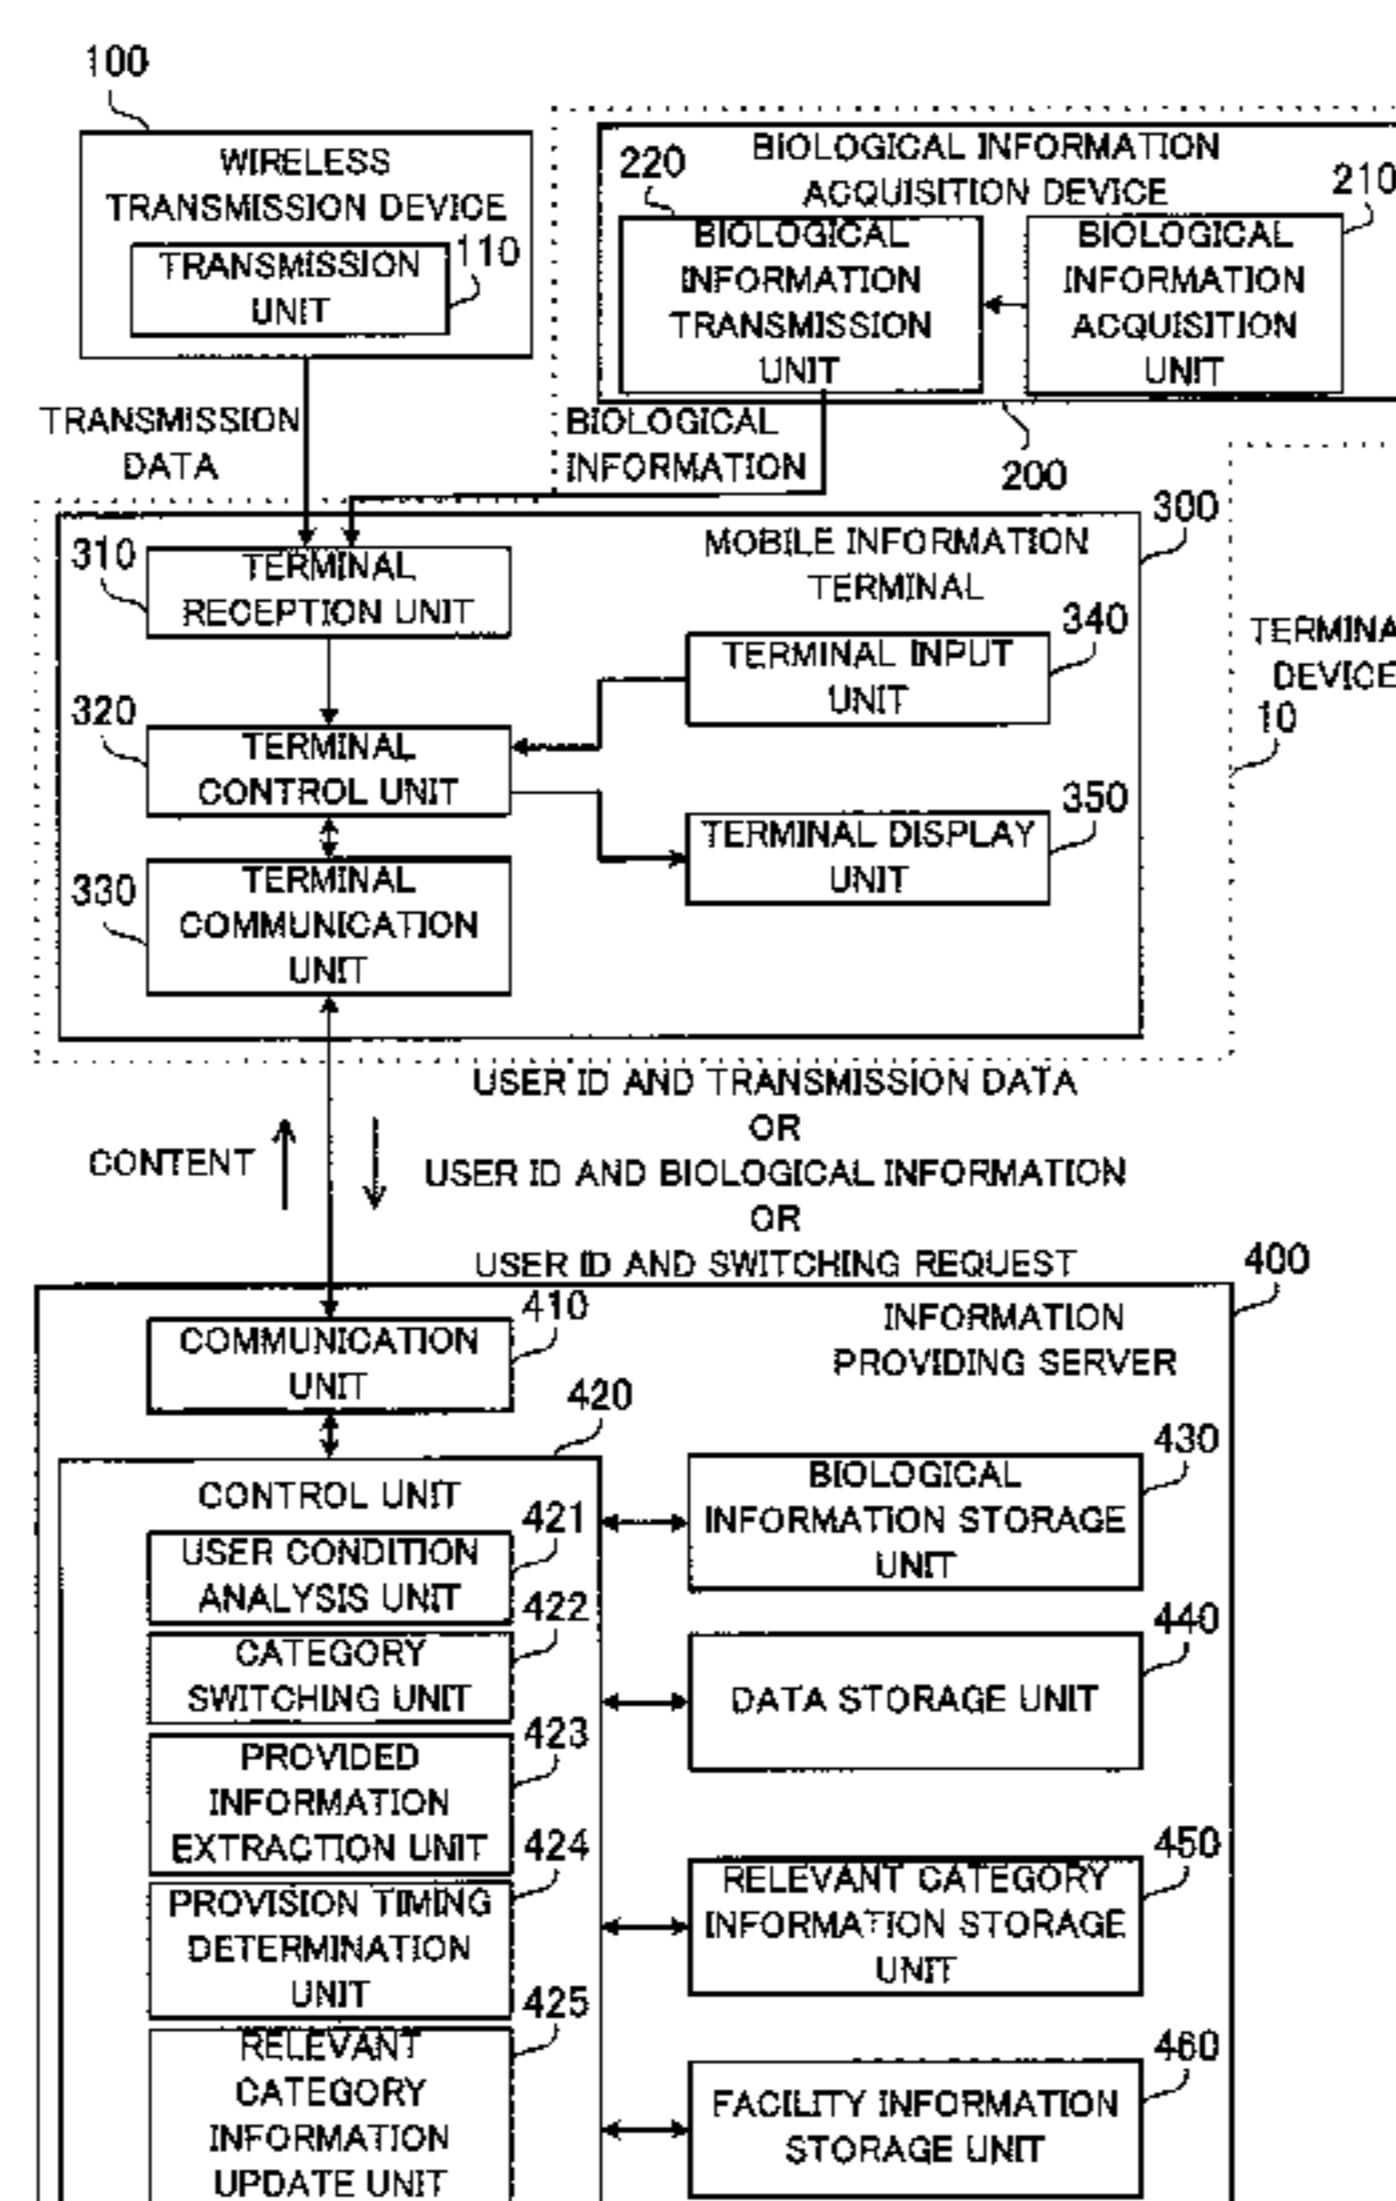 100
WIRELESS
TRANSMISSION DEVICE
TRANSMISSION
UNIT
110
BIOLOGICAL INFORMATION
ACQUISITION DEVICE
220
210
BIOLOGICAL
INFORMATION
TRANSMISSION
UNIT
BIOLOGICAL
INFORMATION
ACQUISITION
UNIT
TRANSMISSION
DATA
BIOLOGICAL
INFORMATION
200
300
MOBILE INFORMATION
TERMINAL
310
TERMINAL
RECEPTION UNIT
340
TERMINAL INPUT
UNIT
TERMINA
DEVICE
10
320
TERMINAL
CONTROL UNIT
350
TERMINAL DISPLAY
UNIT
330
TERMINAL
COMMUNICATION
UNIT
USER ID AND TRANSMISSION DATA
OR
CONTENT
USER ID AND BIOLOGICAL INFORMATION
OR
USER ID AND SWITCHING REQUEST
400
410
COMMUNICATION
UNIT
INFORMATION
PROVIDING SERVER
420
CONTROL UNIT
430
BIOLOGICAL
INFORMATION STORAGE
UNIT
421
USER CONDITION
ANALYSIS UNIT
422
CATEGORY
SWITCHING UNIT
440
DATA STORAGE UNIT
423
PROVIDED
INFORMATION
EXTRACTION UNIT
424
PROVISION TIMING
DETERMINATION
UNIT
450
RELEVANT CATEGORY
INFORMATION STORAGE
UNIT
425
RELEVANT
CATEGORY
INFORMATION
UPDATE UNIT
460
FACILITY INFORMATION
STORAGE UNIT